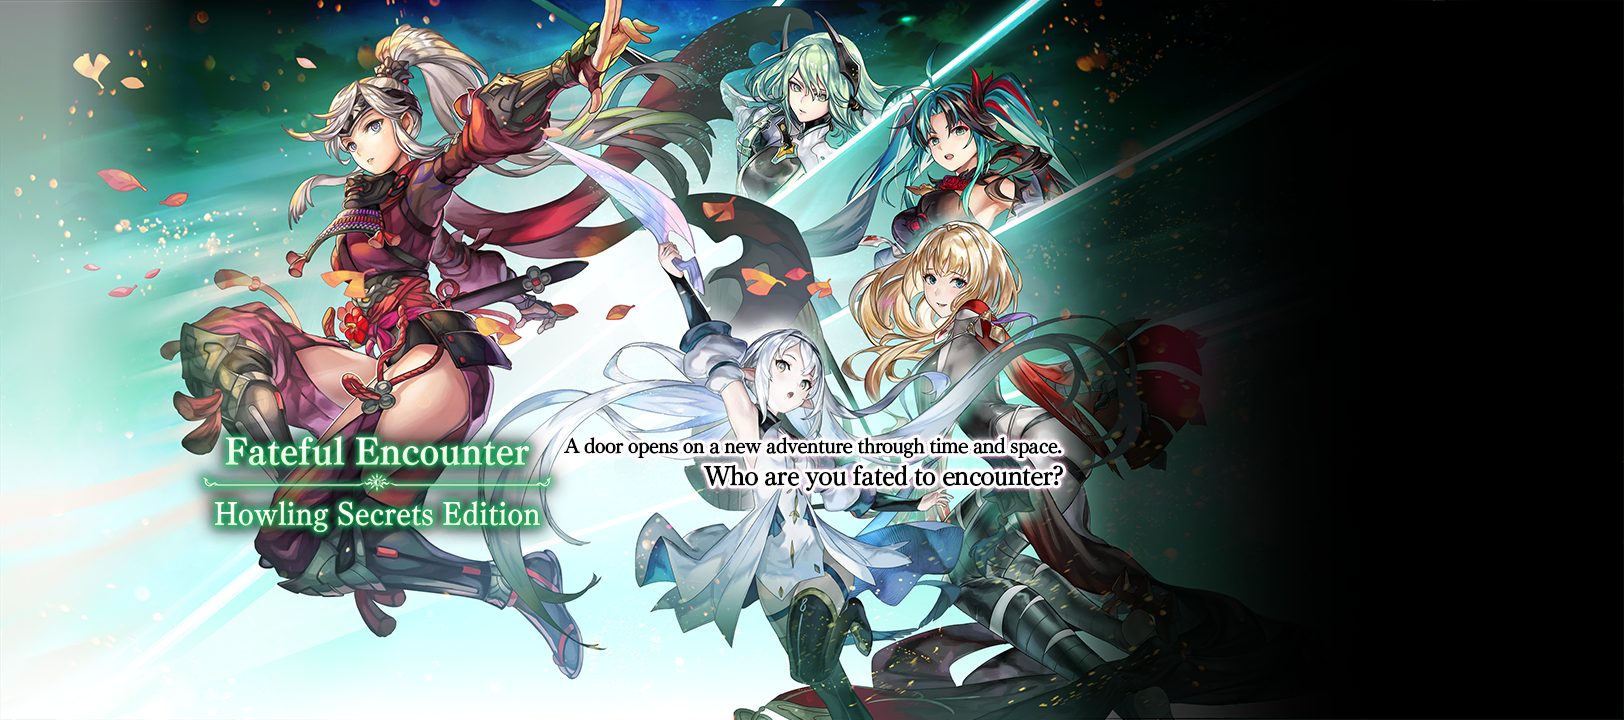 Fateful Encounter
Howling Secrets Edition
A door opens on a new adventure through time and space.
Who are you fated to encounter?